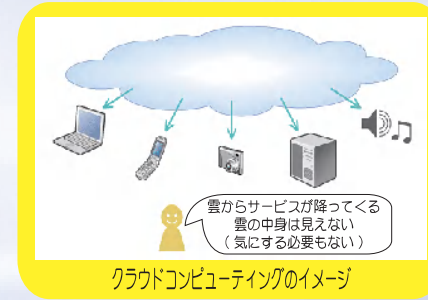 雲からサービスが降ってくる
雲の中身は見えない
（気にする必要もない）
クラウドコンピューティングのイメージ